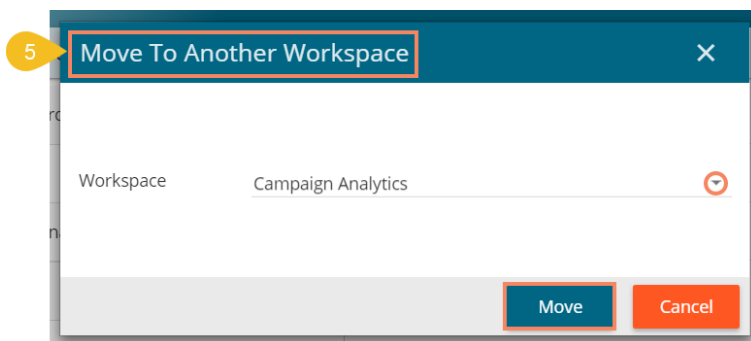 5
Move To Another Workspace
Workspace
Campaign Analytics
Move
Cancel